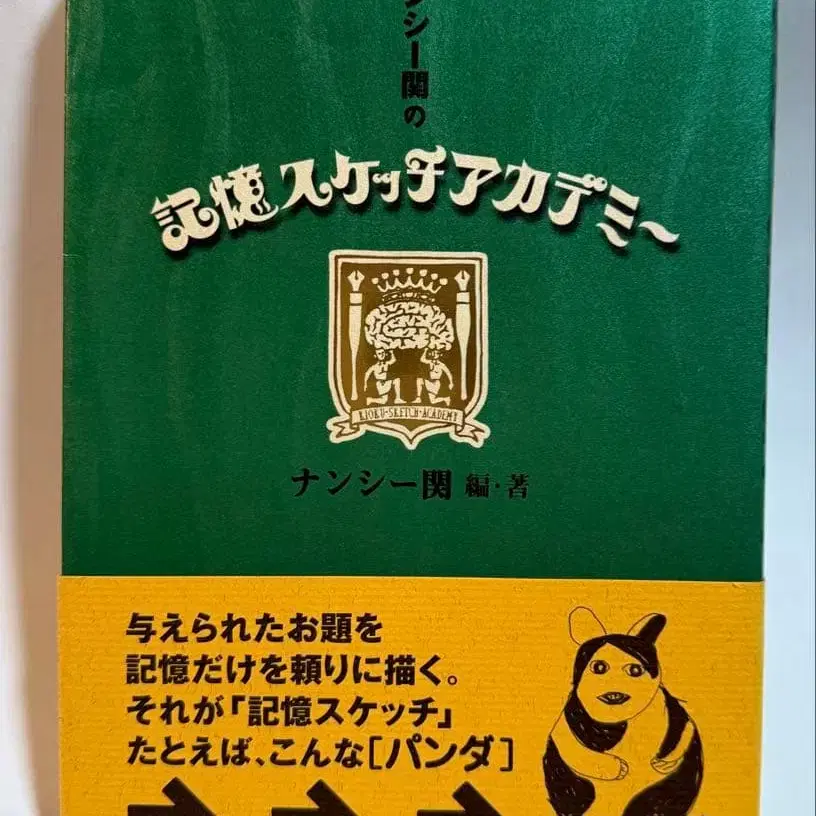 ンシー関の
記憶スケッチアカデミー
KIOKU-SKETCH-ACADEMY
ナンシー関 編・著
与えられたお題を
記憶だけを頼りに描く。
それが「記憶スケッチ」
たとえば、こんな[パンダ]